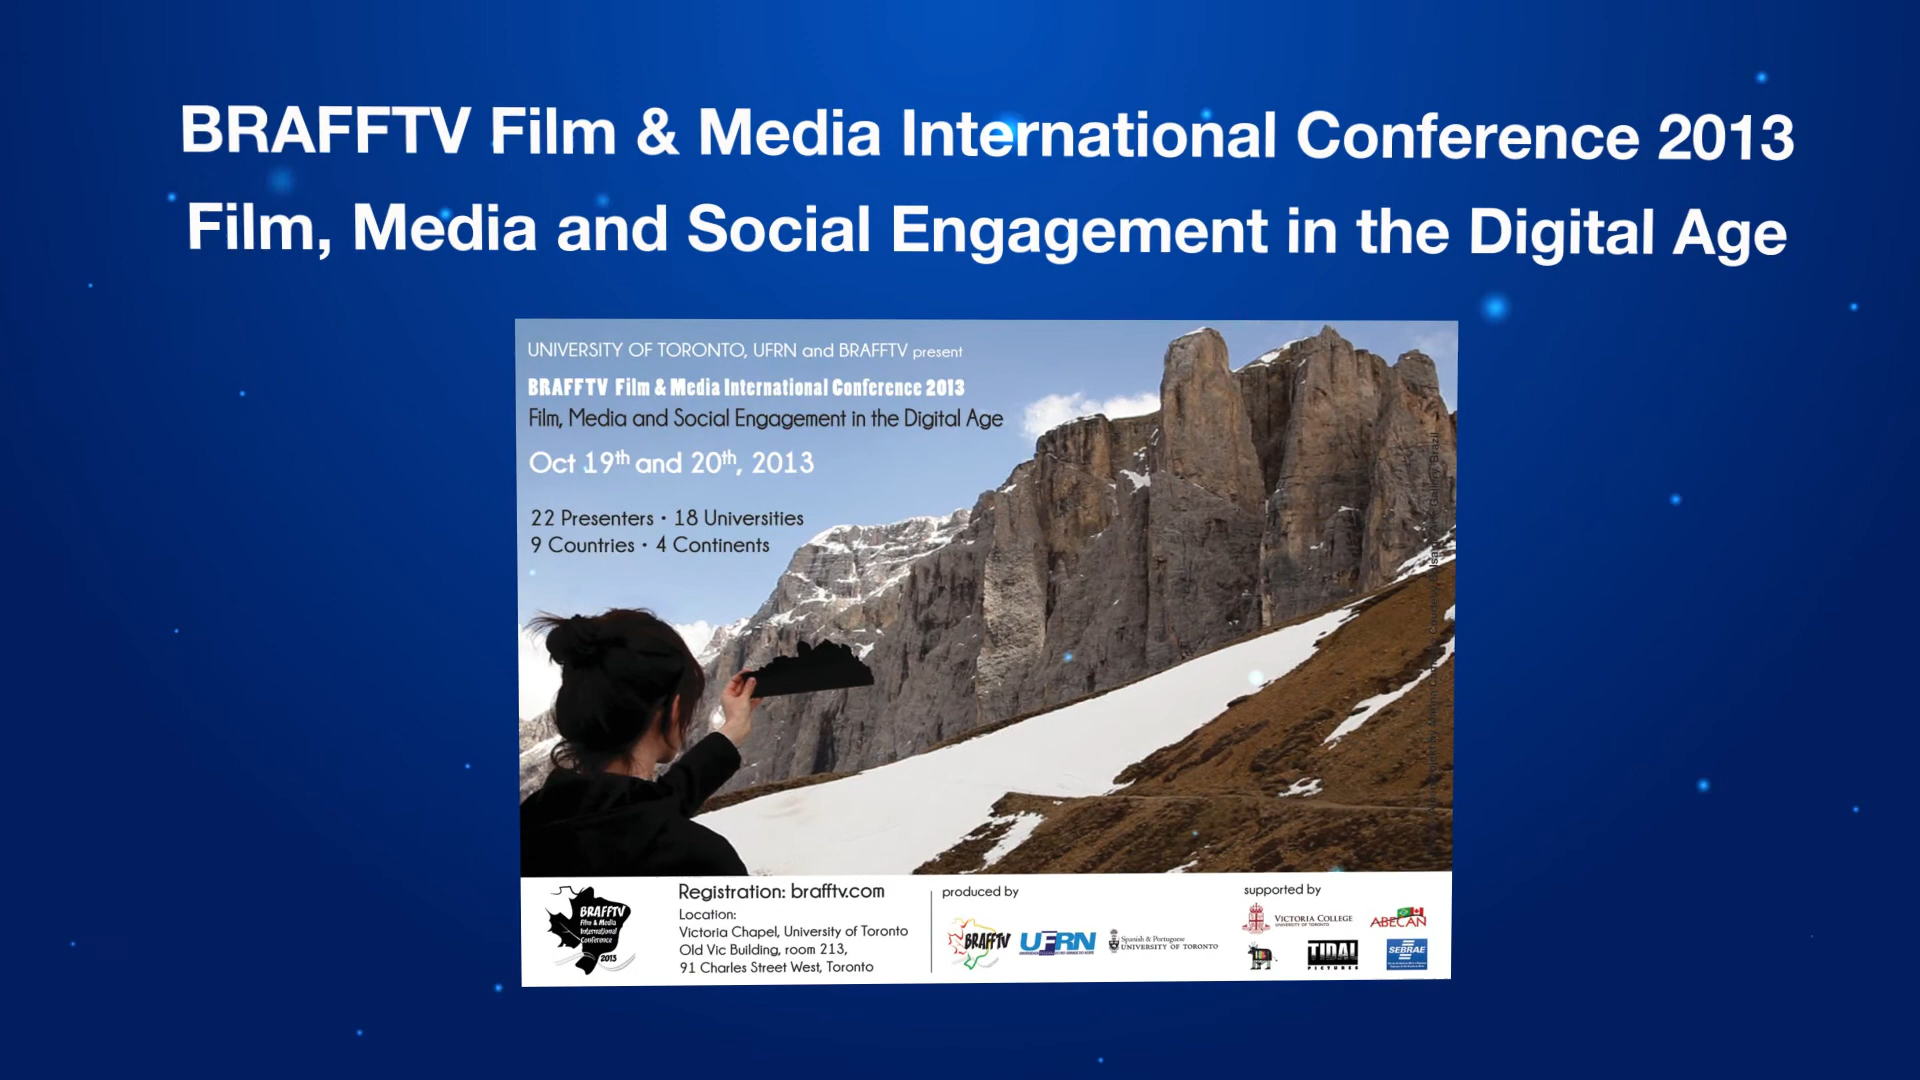 BRAFFTV Film & Media International Conference 2013
Film, Media and Social Engagement in the Digital Age
UNIVERSITY OF TORONTO, UFRN and BRAFFTV present
BRAFFTV Film & Media International Conference 2013
Film, Media and Social Engagement in the Digital Age
Oct 19th and 20th, 2013
22 Presenters • 18 Universities
9 Countries • 4 Continents
BRAFFTV
Film & Media
International
Conference
2013
Registration: brafftv.com
Location:
Victoria Chapel, University of Toronto
Old Vic Building, room 213,
91 Charles Street West, Toronto
produced by
BRAFFTV
UFRN
Spanish & Portuguese
UNIVERSITY OF TORONTO
supported by
VICTORIA COLLEGE
UNIVERSITY OF TORONTO
ABECAN
TIDAL
PICTURES
SEBRAE